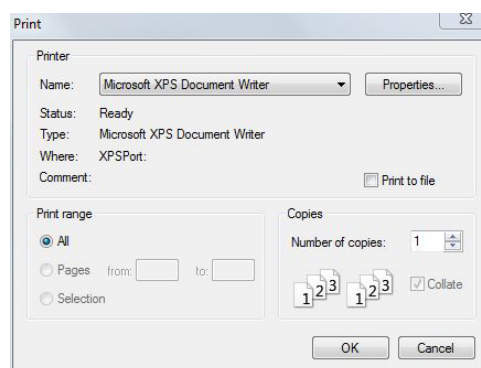 Print
Printer
Name: Microsoft XPS Document Writer Properties...
Status: Ready
Type: Microsoft XPS Document Writer
Where: XPSPort:
Comment: Print to file
Print range
All
Pages from: to:
Selection
Copies
Number of copies: 1
1 2 3 1 2 3 Collate
OK Cancel